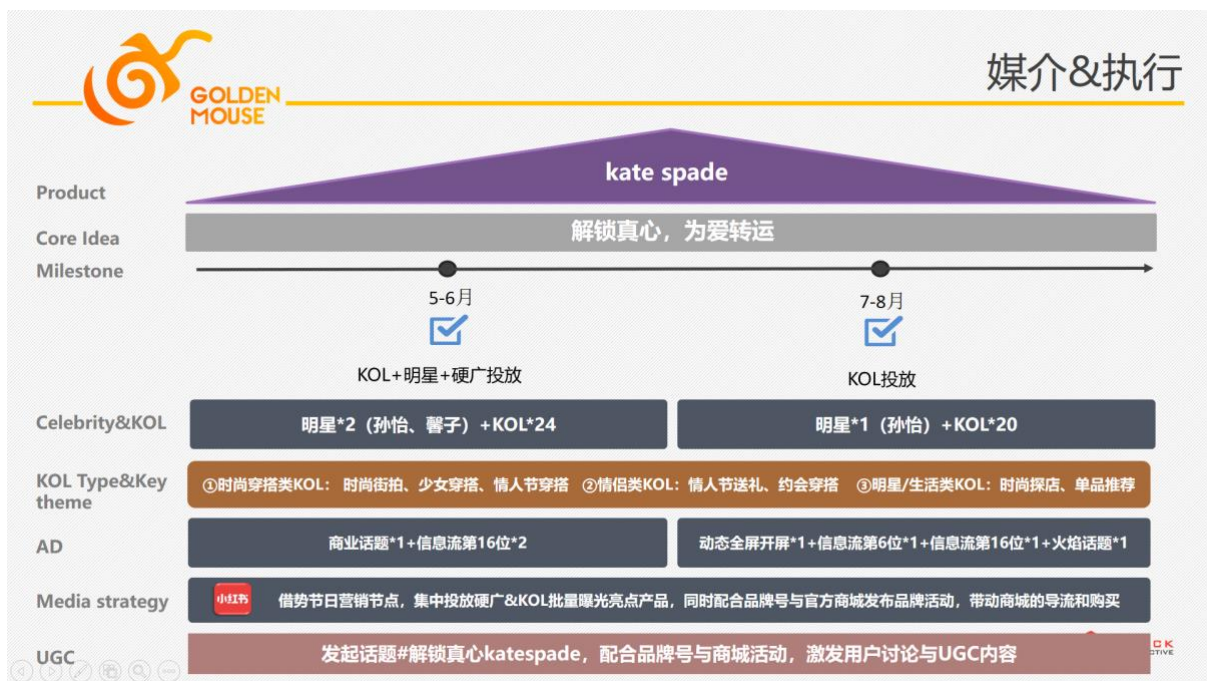 GOLDEN
MOUSE
媒介&执行
kate spade
Product
Core Idea
解锁真心，为爱转运
Milestone
5-6月
7-8月
KOL+明星+硬广投放
KOL投放
Celebrity&KOL
明星*2（孙怡、馨子）+KOL*24
明星*1（孙怡）+KOL*20
KOL Type&Key
theme
①时尚穿搭类KOL： 时尚街拍、少女穿搭、情人节穿搭 ②情侣类KOL：情人节送礼、约会穿搭 ③明星/生活类KOL：时尚探店、单品推荐
AD
商业话题*1+信息流第16位*2
动态全屏开屏*1+信息流第6位*1+信息流第16位*1+火焰话题*1
Media strategy
小红书
借势节日营销节点，集中投放硬广&KOL批量曝光亮点产品，同时配合品牌号与官方商城发布品牌活动，带动商城的导流和购买
UGC
发起话题#解锁真心katespade，配合品牌号与商城活动，激发用户讨论与UGC内容